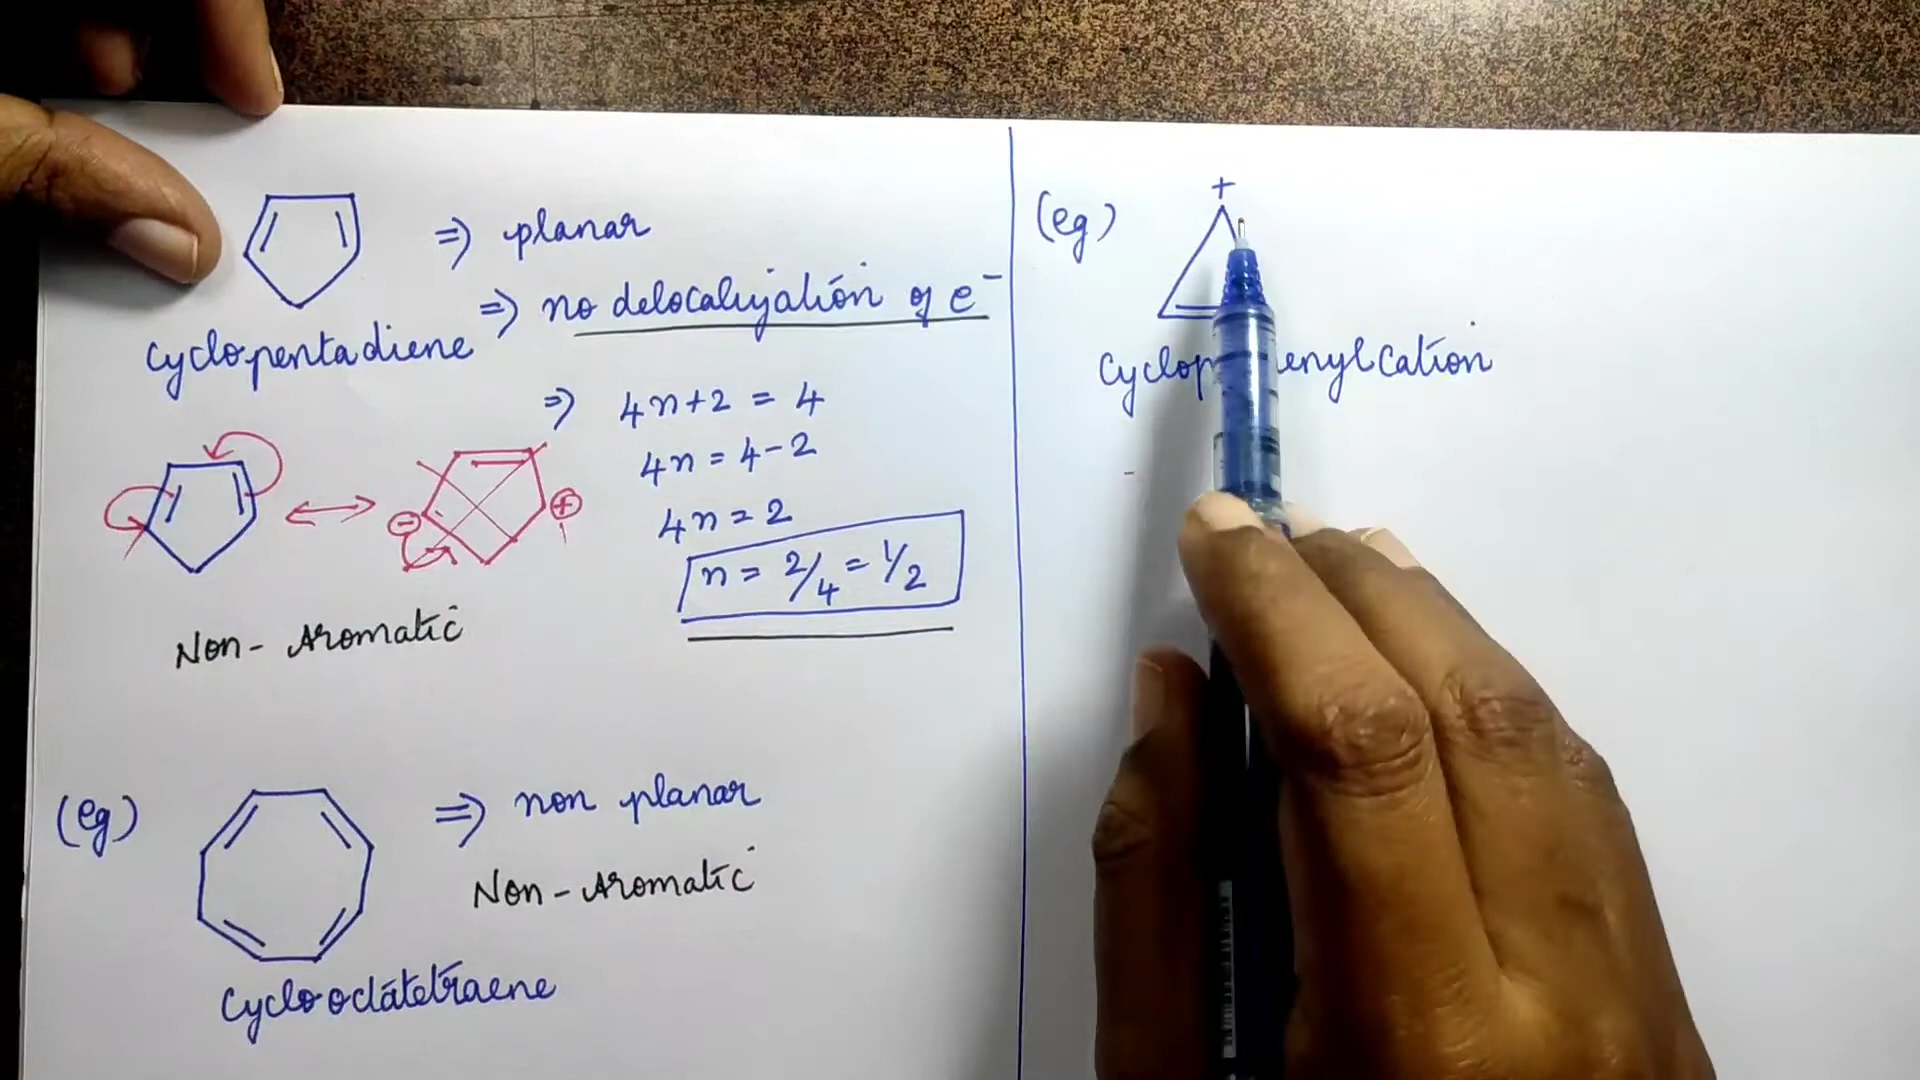 ⇒ planar
⇒ no delocalization of e⁻
Cyclopentadiene
⇒ 4n+2 = 4
4n = 4-2
4n = 2
n = 2/4 = 1/2
- +
Non-Aromatic
(eg) ⇒ non planar
Non-Aromatic
Cyclooctatetraene
(eg) +
Cation